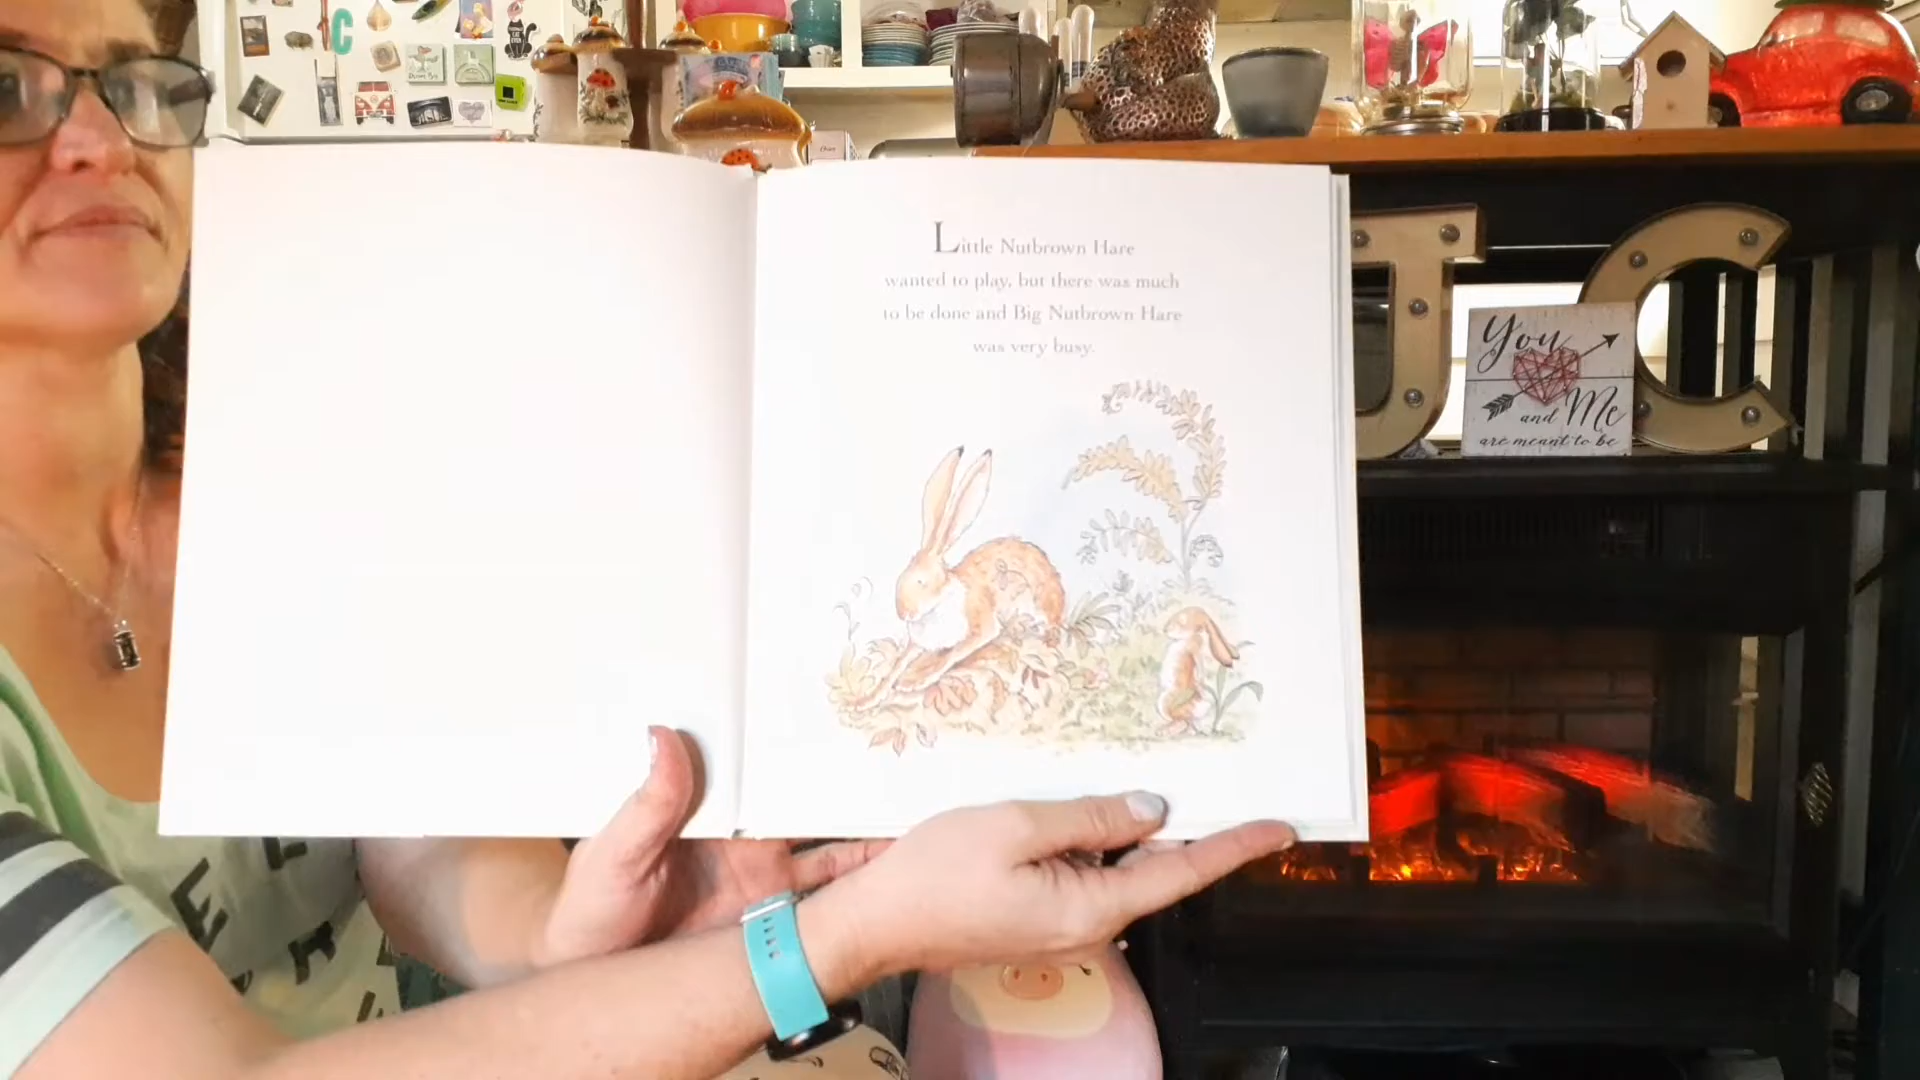 Little Nutbrown Hare
wanted to play, but there was much
to be done and Big Nutbrown Hare
was very busy.
You
and Me
are meant to be
J C
C